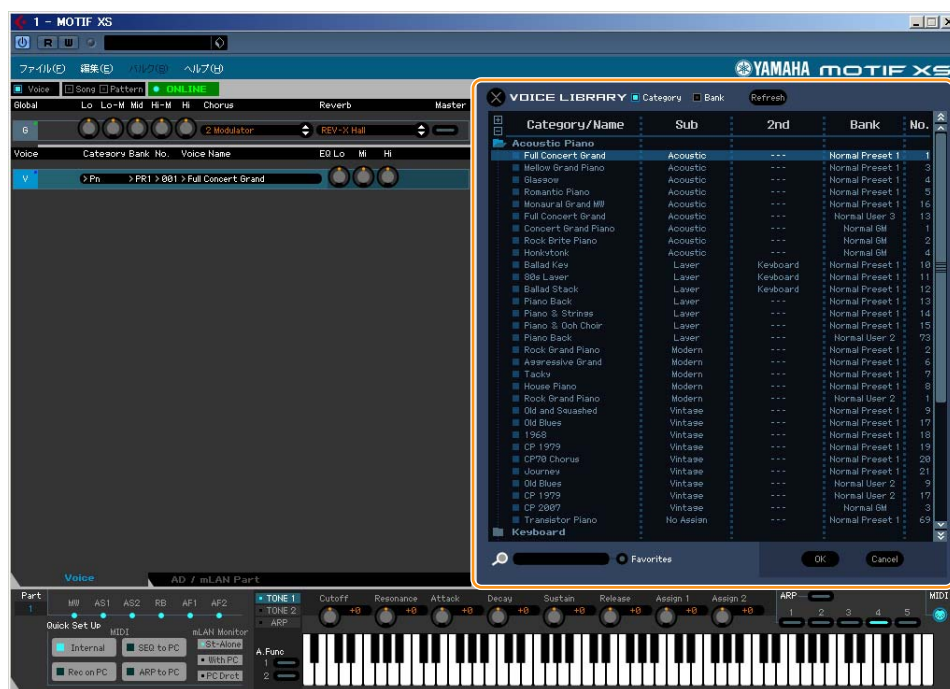 1 - MOTIF XS
R W
ファイル(F) 編集(E) バルク(B) ヘルプ(H)
YAMAHA MOTIF XS
Voice Song Pattern ONLINE
Global Lo Lo-M Mid Hi-M Hi Chorus Reverb Master
G 2 Modulator REV-X Hall
Voice Category Bank No. Voice Name EQ Lo Mi Hi
V >Pn >PR1 >001 >Full Concert Grand
VOICE LIBRARY Category Bank Refresh
Category/Name Sub 2nd Bank No.
Acoustic Piano
Full Concert Grand Acoustic --- Normal Preset 1 1
Mellow Grand Piano Acoustic --- Normal Preset 1 3
Glasgow Acoustic --- Normal Preset 1 4
Romantic Piano Acoustic --- Normal Preset 1 5
Monaural Grand MW Acoustic --- Normal Preset 1 16
Full Concert Grand Acoustic --- Normal User 3 13
Concert Grand Piano Acoustic --- Normal GM 1
Rock Brite Piano Acoustic --- Normal GM 2
Honkytonk Acoustic --- Normal GM 4
Ballad Key Layer Keyboard Normal Preset 1 10
80s Layer Layer Keyboard Normal Preset 1 11
Ballad Stack Layer Keyboard Normal Preset 1 12
Piano Back Layer --- Normal Preset 1 13
Piano & Strings Layer --- Normal Preset 1 14
Piano & Ooh Choir Layer --- Normal Preset 1 15
Piano Back Layer --- Normal User 2 73
Rock Grand Piano Modern --- Normal Preset 1 2
Aggressive Grand Modern --- Normal Preset 1 6
Tacky Modern --- Normal Preset 1 7
House Piano Modern --- Normal Preset 1 8
Rock Grand Piano Modern --- Normal User 2 1
Old and Squashed Vintage --- Normal Preset 1 9
Old Blues Vintage --- Normal Preset 1 17
1968 Vintage --- Normal Preset 1 18
CP 1979 Vintage --- Normal Preset 1 19
CP70 Chorus Vintage --- Normal Preset 1 20
Journey Vintage --- Normal Preset 1 21
Old Blues Vintage --- Normal User 2 9
CP 1979 Vintage --- Normal User 2 17
CP 2007 Vintage --- Normal GM 3
Transistor Piano No Assign --- Normal Preset 1 69
Keyboard
Favorites OK Cancel
Voice AD / mLAN Part
Part MW AS1 AS2 RB AF1 AF2
1
TONE 1 Cutoff Resonance Attack Decay Sustain Release Assign 1 Assign 2 ARP MIDI
TONE 2 +0 +0 +0 +0 +0 +0 +0 +0 1 2 3 4 5
ARP
Quick Set Up MIDI mLAN Monitor
Internal SEQ to PC St-Alone
With PC
Rec on PC ARP to PC PC Drct
A.Func
1
2